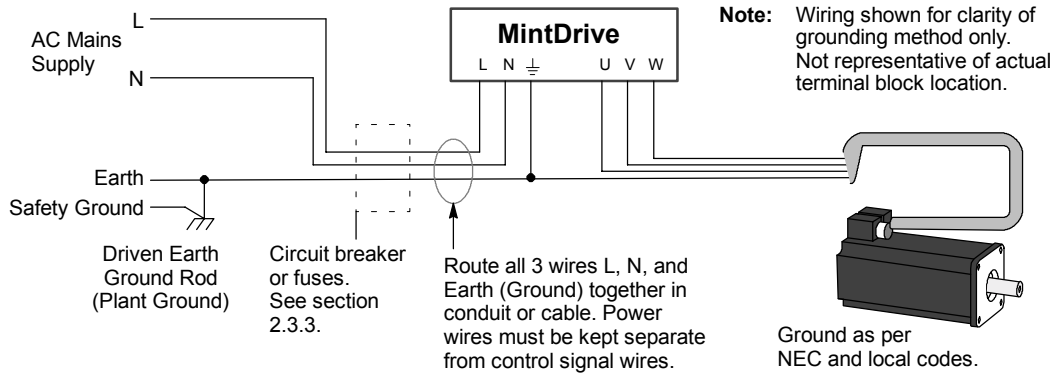 L
AC Mains
Supply
N
Earth
Safety Ground
Driven Earth
Ground Rod
(Plant Ground)
Circuit breaker
or fuses.
See section
2.3.3.
MintDrive
L N U V W
Route all 3 wires L, N, and
Earth (Ground) together in
conduit or cable. Power
wires must be kept separate
from control signal wires.
Note: Wiring shown for clarity of
grounding method only.
Not representative of actual
terminal block location.
Ground as per
NEC and local codes.